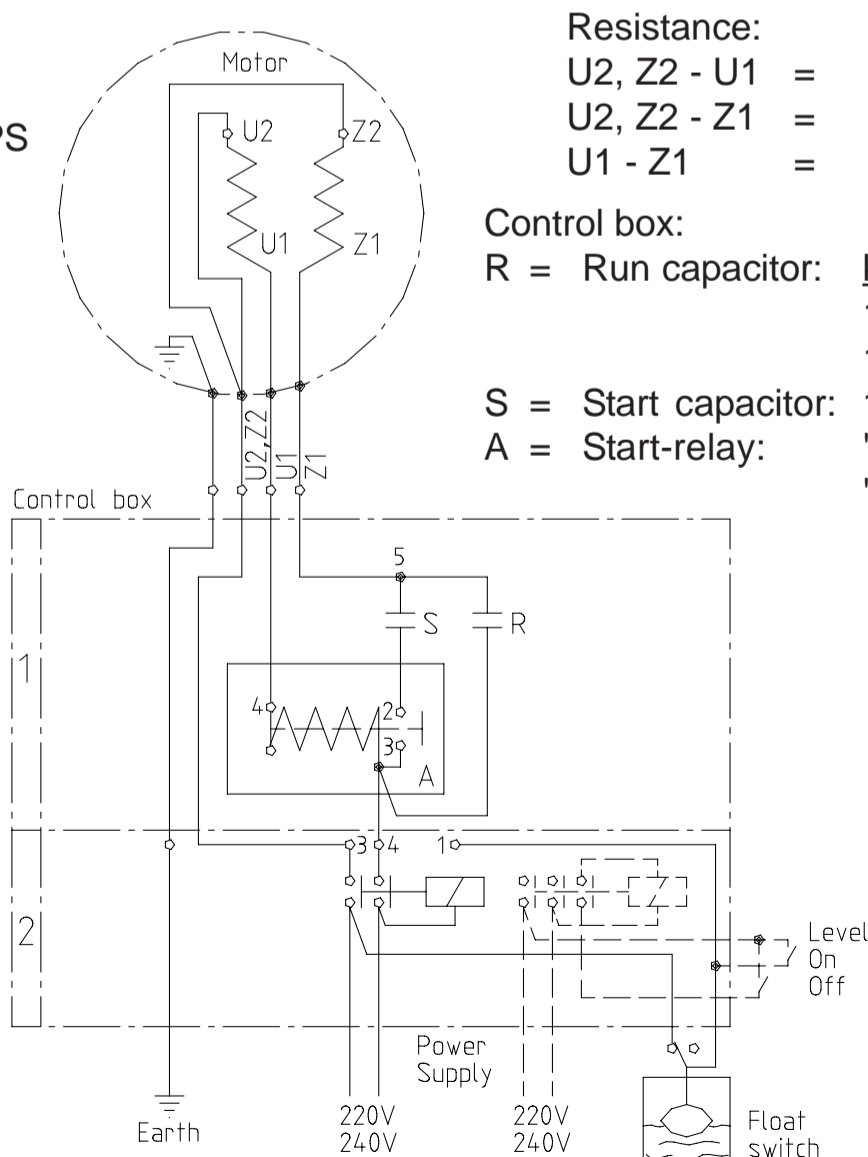 Resistance:
Motor
U2, Z2 - U1 =
U2, Z2 - Z1 =
PS
U2
Z2
U1 - Z1 =
U1
Z1
Control box:
R = Run capacitor:
S = Start capacitor:
A = Start-relay:
U2,Z2
U1
Z1
Control box
5
S
R
1
4
2
3
A
3
4
1
2
Level
On
Off
Power
Supply
Earth
220V
240V
220V
240V
Float
switch